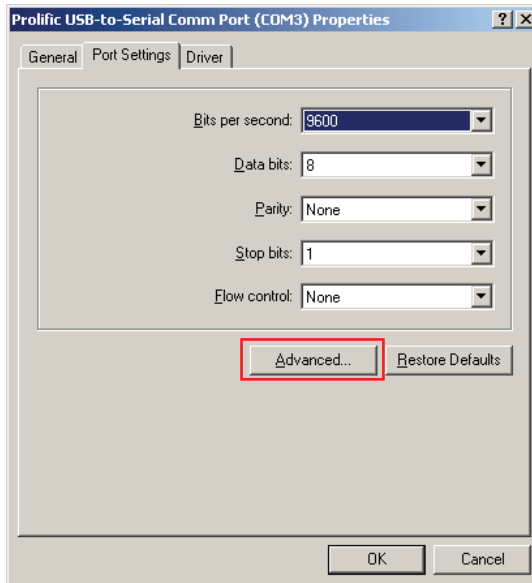 Prolific USB-to-Serial Comm Port (COM3) Properties
General Port Settings Driver
Bits per second: 9600
Data bits: 8
Parity: None
Stop bits: 1
Flow control: None
Advanced... Restore Defaults
OK Cancel